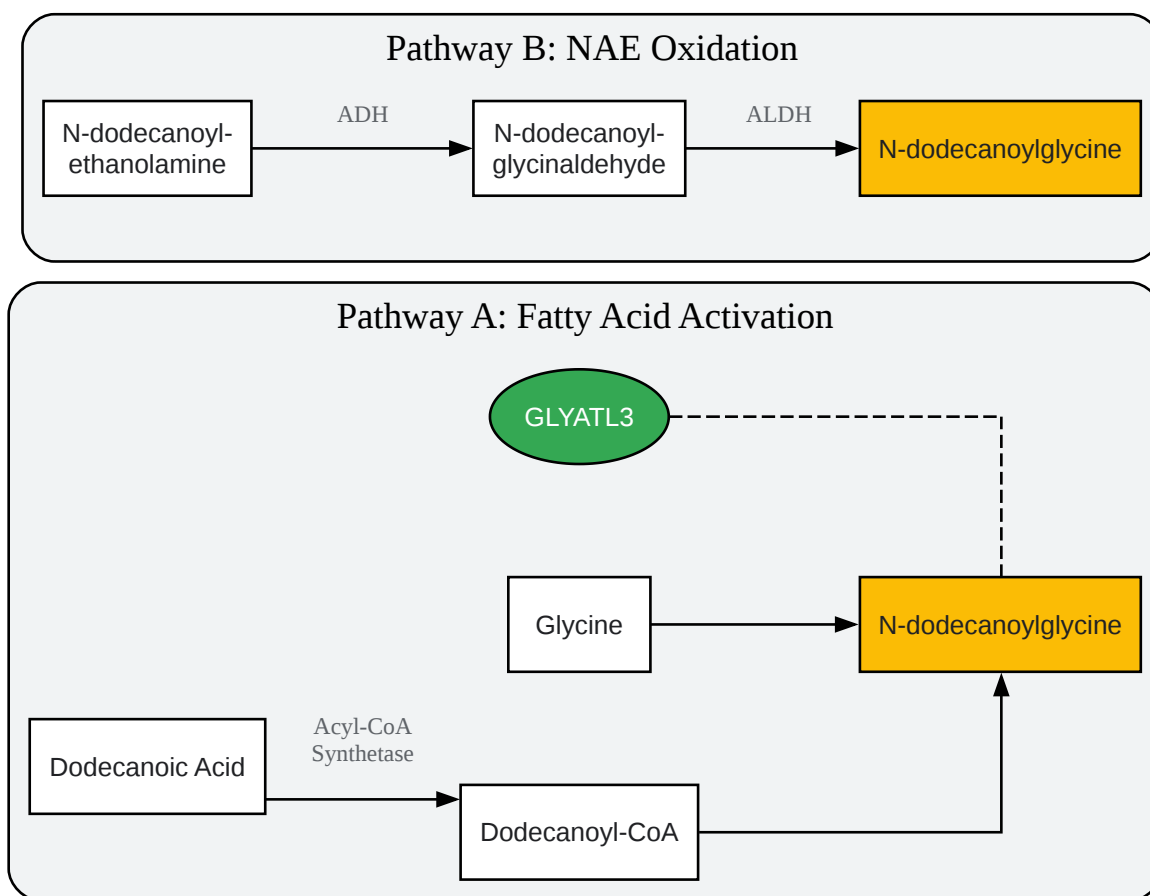 Pathway B: NAE Oxidation
N-dodecanoyl-
ethanolamine
ADH
N-dodecanoyl-
glycinaldehyde
ALDH
N-dodecanoylglycine
Pathway A: Fatty Acid Activation
GLYATL3
Glycine
N-dodecanoylglycine
Dodecanoic Acid
Acyl-CoA
Synthetase
Dodecanoyl-CoA